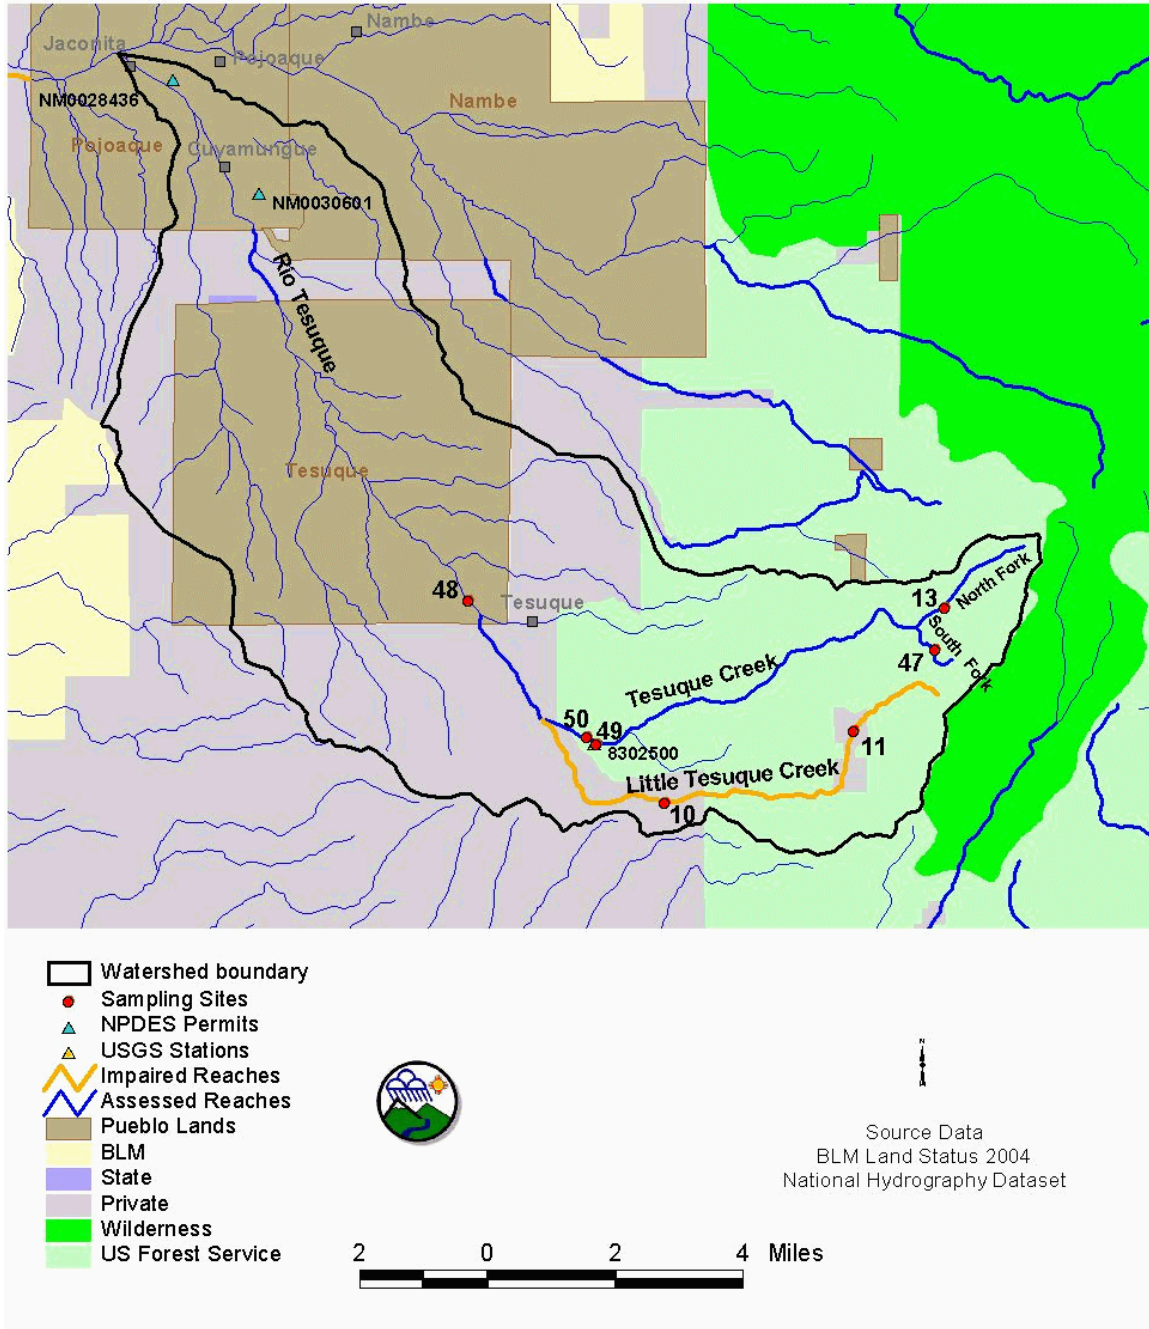 Nambe
Jaconita
Pojoaque
NM0028436
Nambe
Pojoaque
Cuyamungue
NM0030601
Rio Tesuque
Tesuque
48
Tesuque
13
North Fork
South Fork
47
Tesuque Creek
50
49
8302500
11
Little Tesuque Creek
10
Watershed boundary
Sampling Sites
NPDES Permits
USGS Stations
Impaired Reaches
Assessed Reaches
Pueblo Lands
BLM
State
Private
Wilderness
US Forest Service
N
Source Data
BLM Land Status 2004
National Hydrography Dataset
2 0 2 4 Miles